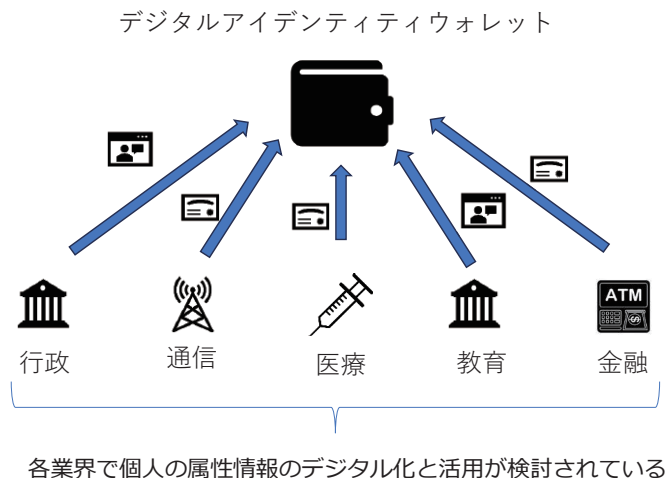 デジタルアイデンティティウォレット
ATM
行政
通信
医療
教育
金融
各業界で個人の属性情報のデジタル化と活用が検討されている